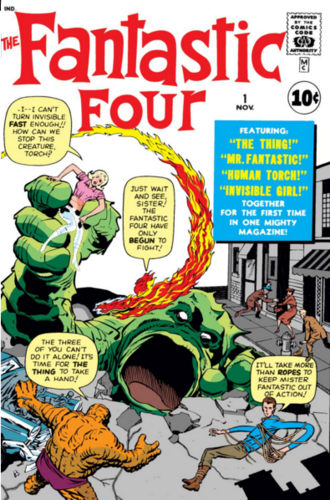 IND.
APPROVED
BY THE
COMICS
CODE
AUTHORITY
THE
Fantastic
FOUR
M
C
1
NOV.
10¢
-I--I CAN'T
TURN INVISIBLE
FAST ENOUGH!!
HOW CAN WE
STOP THIS
CREATURE,
TORCH?
JUST
WAIT
AND SEE,
SISTER!
THE
FANTASTIC
FOUR HAVE
ONLY
BEGUN TO
FIGHT!
FEATURING:
"THE THING!"
"MR. FANTASTIC!"
"HUMAN TORCH!"
"INVISIBLE GIRL!"
TOGETHER
FOR THE FIRST TIME
IN ONE MIGHTY
MAGAZINE!
THE THREE
OF YOU CAN'T
DO IT ALONE! IT'S
TIME FOR THE
THING TO TAKE
A HAND!
IT'LL TAKE MORE
THAN ROPES TO
KEEP MISTER
FANTASTIC OUT
OF ACTION!